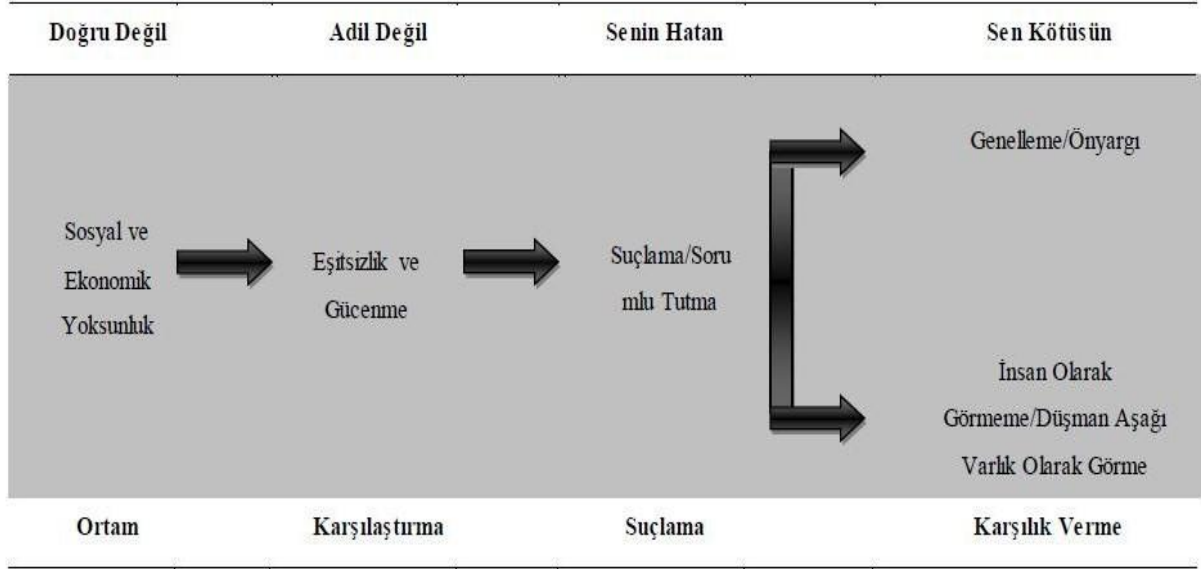 Doğru Değil
Adil Değil
Senin Hatan
Sen Kötüsün
Sosyal ve
Ekonomik
Yoksunluk
Eşitsizlik ve
Gücenme
Suçlama/Soru
mlu Tutma
Genelleme/Önyargı
İnsan Olarak
Görmeme/Düşman Aşağı
Varlık Olarak Görme
Ortam
Karşılaştırma
Suçlama
Karşılık Verme